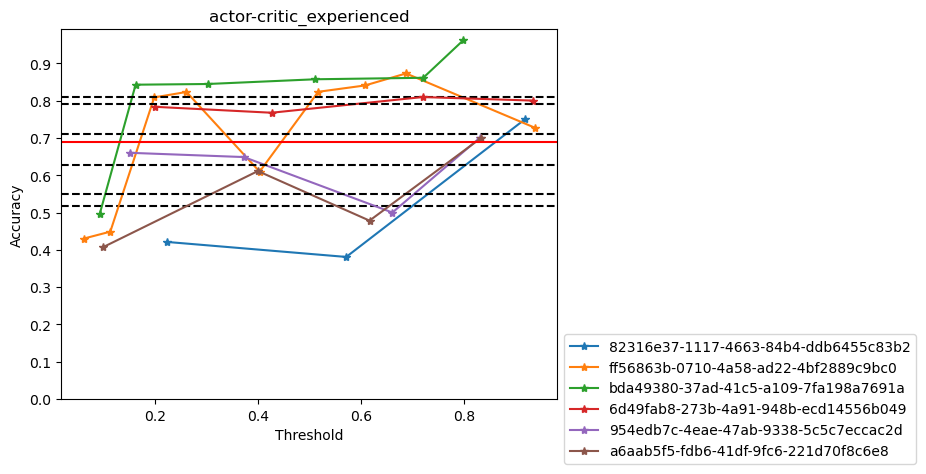 actor-critic_experienced
Accuracy
0.9
0.8
0.7
0.6
0.5
0.4
0.3
0.2
0.1
0.0
0.2
0.4
0.6
0.8
Threshold
82316e37-1117-4663-84b4-ddb6455c83b2
ff56863b-0710-4a58-ad22-4bf2889c9bc0
bda49380-37ad-41c5-a109-7fa198a7691a
6d49fab8-273b-4a91-948b-ecd14556b049
954edb7c-4eae-47ab-9338-5c5c7eccac2d
a6aab5f5-fdb6-41df-9fc6-221d70f8c6e8